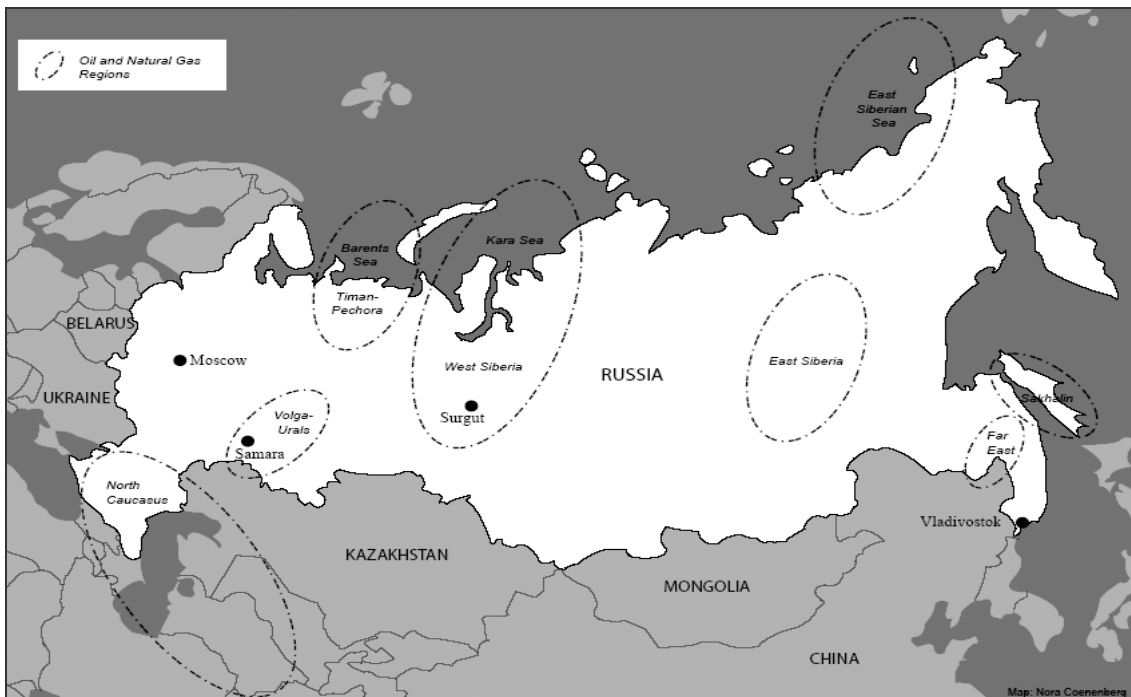 Oil and Natural Gas
Regions
East
Siberian
Sea
Barents
Sea
Kara Sea
Timan-
Pechora
BELARUS
Moscow
West Siberia
RUSSIA
East Siberia
UKRAINE
Surgut
Sakhalin
Volga-
Urals
Samara
Far
East
North
Caucasus
Vladivostok
KAZAKHSTAN
MONGOLIA
CHINA
Map: Nora Coenenberg